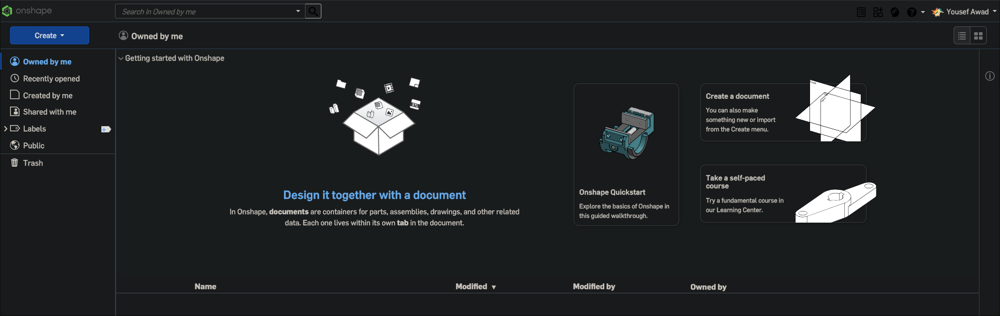 onshape
Search in Owned by me
Yousef Awad
Create
Owned by me
Owned by me
Recently opened
Created by me
Shared with me
Labels
Public
Trash
Getting started with Onshape
STL
Design it together with a document
In Onshape, documents are containers for parts, assemblies, drawings, and other related
data. Each one lives within its own tab in the document.
Onshape Quickstart
Explore the basics of Onshape in
this guided walkthrough.
Create a document
You can also make
something new or import
from the Create menu.
Take a self-paced
course
Try a fundamental course in
our Learning Center.
Name
Modified
Modified by
Owned by